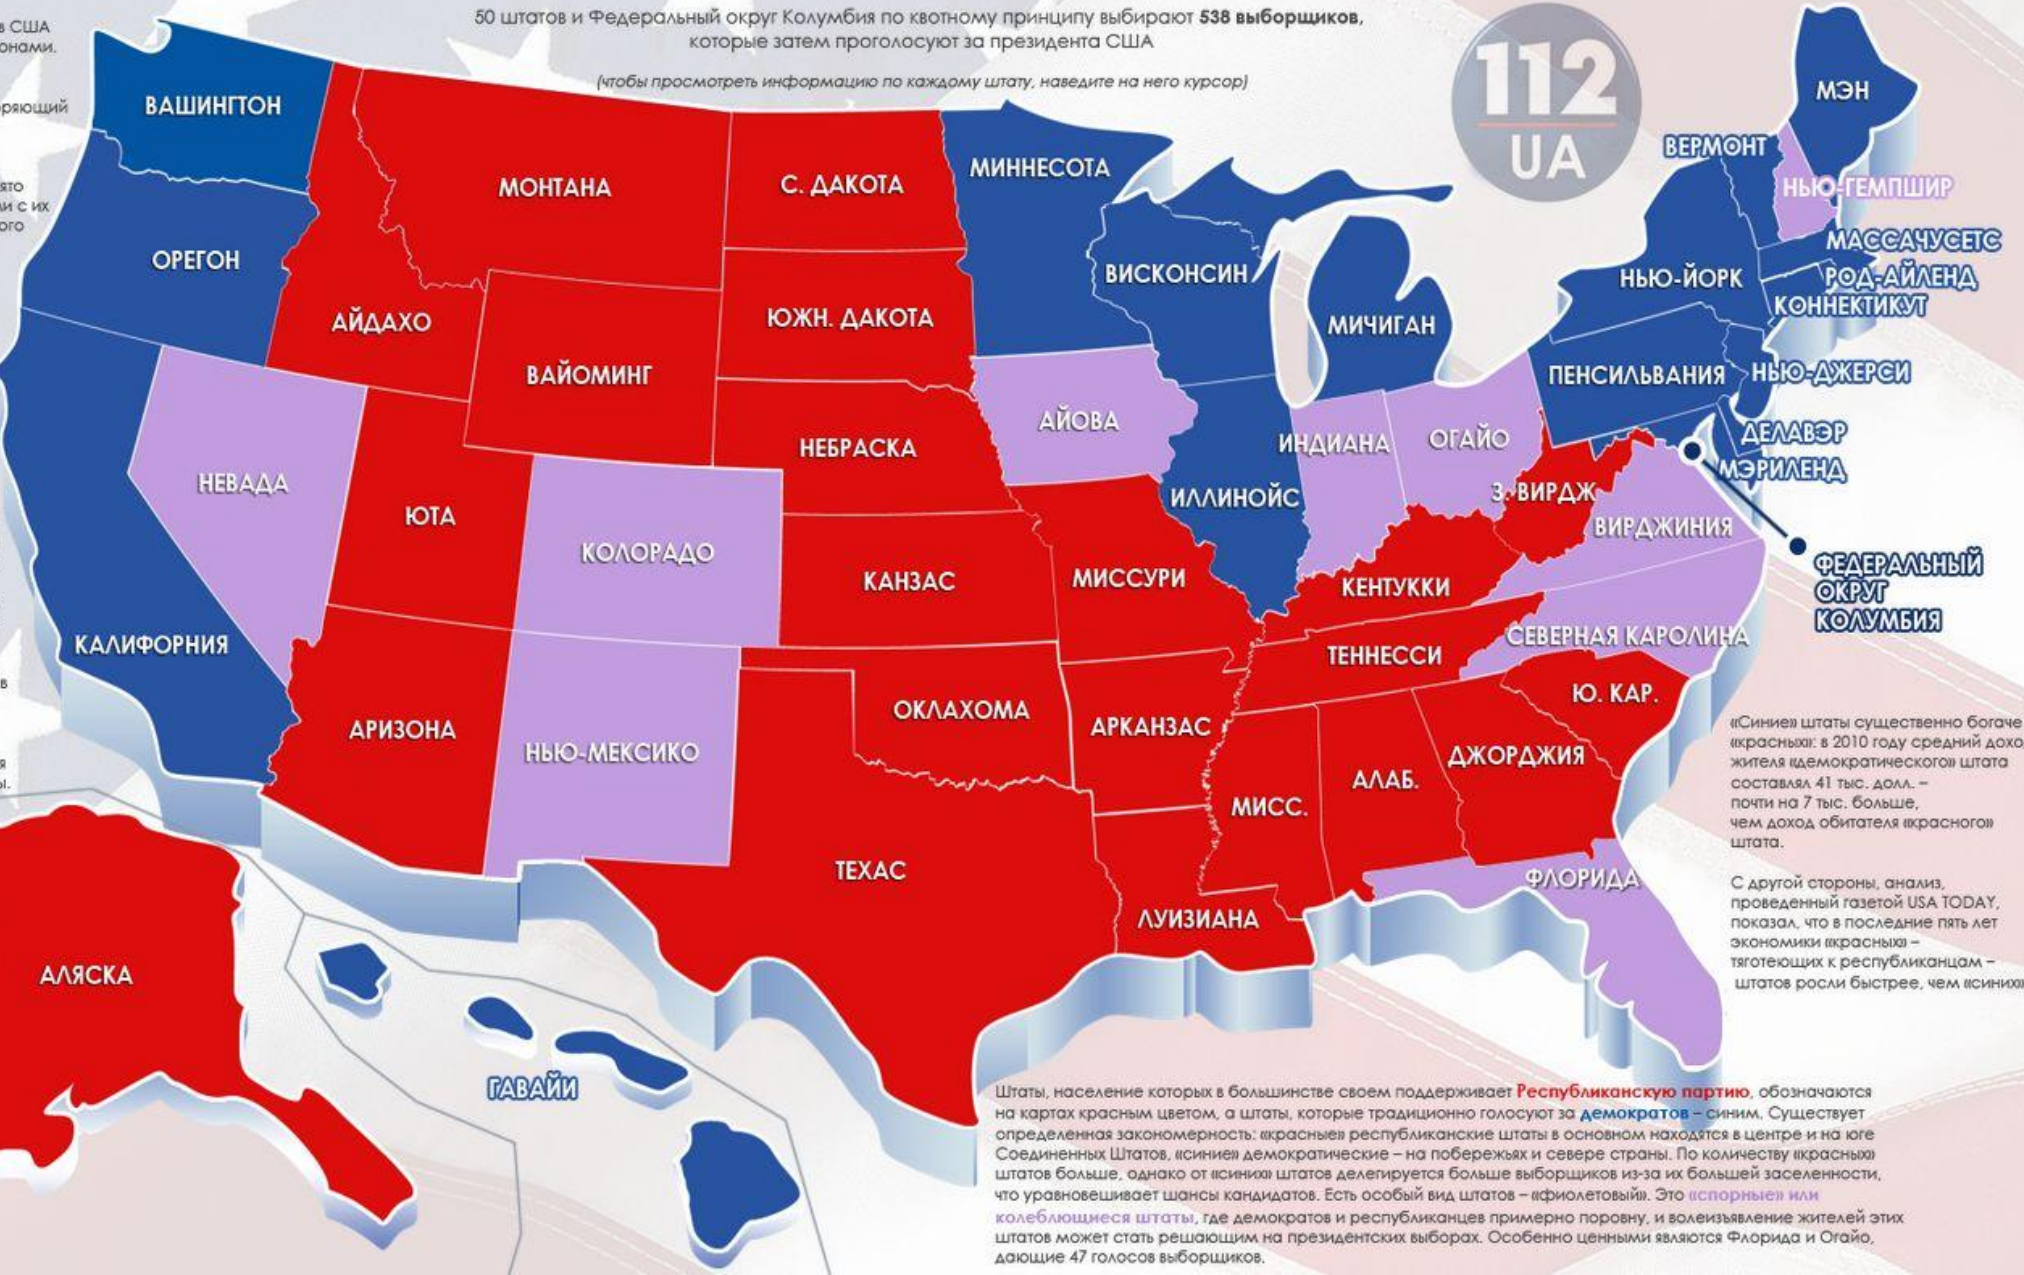 в США
онами.
ряющий
ято
ли с их
ого
в
я
ы.
50 штатов и Федеральный округ Колумбия по квотному принципу выбирают 538 выборщиков,
которые затем проголосуют за президента США
(чтобы просмотреть информацию по каждому штату, наведите на него курсор)
112
UA
ВАШИНГТОН
МОНТАНА
С. ДАКОТА
МИННЕСОТА
МЭН
ВЕРМОНТ
НЬЮ-ГЕМПШИР
МАССАЧУСЕТС
РОД-АЙЛЕНД
КОННЕКТИКУТ
ОРЕГОН
АЙДАХО
ВАЙОМИНГ
ЮЖН. ДАКОТА
ВИСКОНСИН
МИЧИГАН
НЬЮ-ЙОРК
ПЕНСИЛЬВАНИЯ
НЬЮ-ДЖЕРСИ
НЕБРАСКА
АЙОВА
ИНДИАНА
ОГАЙО
ДЕЛАВЭР
МЭРИЛЕНД
НЕВАДА
ЮТА
КОЛОРАДО
КАНЗАС
МИССУРИ
ИЛЛИНОЙС
З. ВИРДЖ
ВИРДЖИНИЯ
КЕНТУККИ
ФЕДЕРАЛЬНЫЙ
ОКРУГ
КОЛУМБИЯ
КАЛИФОРНИЯ
АРИЗОНА
НЬЮ-МЕКСИКО
ОКЛАХОМА
АРКАНЗАС
ТЕННЕССИ
СЕВЕРНАЯ КАРОЛИНА
Ю. КАР.
ТЕХАС
ЛУИЗИАНА
МИСС.
АЛАБ.
ДЖОРДЖИЯ
ФЛОРИДА
АЛЯСКА
ГАВАЙИ
«Синие» штаты существенно богаче
«красных»: в 2010 году средний дохо
жителя «демократического» штата
составлял 41 тыс. долл. –
почти на 7 тыс. больше,
чем доход обитателя «красного»
штата.
С другой стороны, анализ,
проведенный газетой USA TODAY,
показал, что в последние пять лет
экономики «красных» –
тяготеющих к республиканцам –
штатов росли быстрее, чем «синих»
Штаты, население которых в большинстве своем поддерживает Республиканскую партию, обозначаются
на картах красным цветом, а штаты, которые традиционно голосуют за демократов – синим. Существует
определенная закономерность: «красные» республиканские штаты в основном находятся в центре и на юге
Соединенных Штатов, «синие» демократические – на побережьях и севере страны. По количеству «красных»
штатов больше, однако от «синих» штатов делегируется больше выборщиков из-за их большей заселенности,
что уравновешивает шансы кандидатов. Есть особый вид штатов – «фиолетовый». Это «спорные» или
колеблющиеся штаты, где демократов и республиканцев примерно поровну, и волеизъявление жителей этих
штатов может стать решающим на президентских выборах. Особенно ценными являются Флорида и Огайо,
дающие 47 голосов выборщиков.